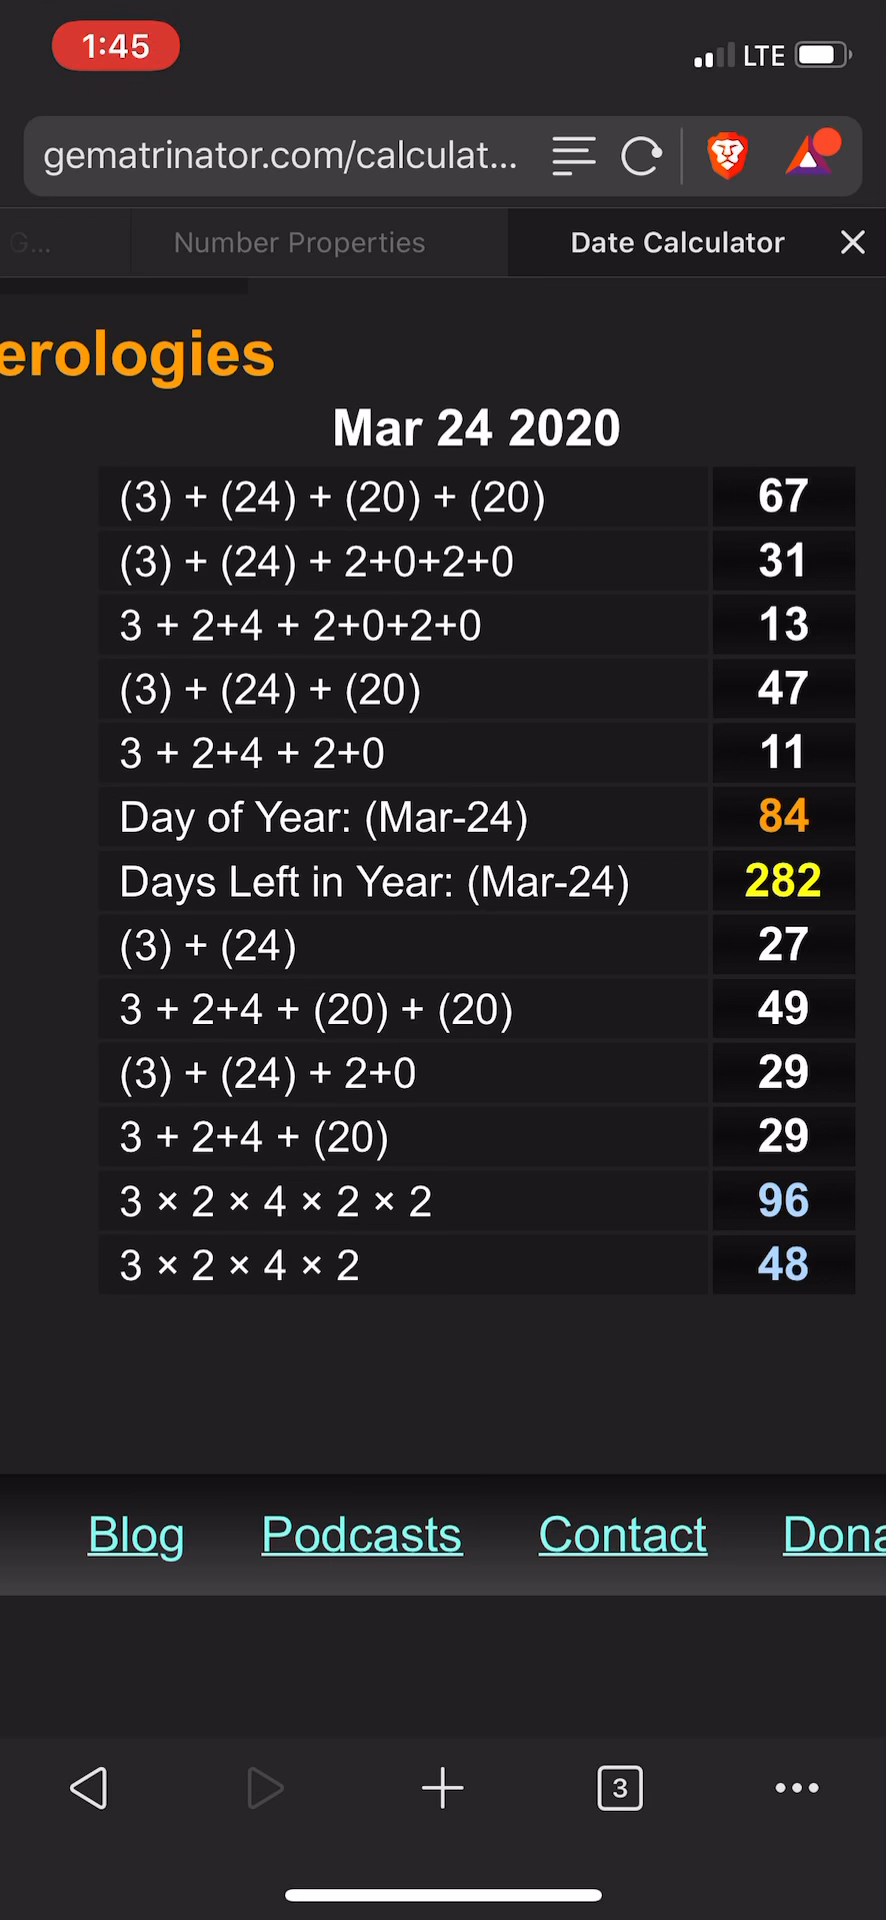 1:45
LTE
gematrinator.com/calculat...
G...
Number Properties
Date Calculator
erologies
Mar 24 2020
(3) + (24) + (20) + (20) 67
(3) + (24) + 2+0+2+0 31
3 + 2+4 + 2+0+2+0 13
(3) + (24) + (20) 47
3 + 2+4 + 2+0 11
Day of Year: (Mar-24) 84
Days Left in Year: (Mar-24) 282
(3) + (24) 27
3 + 2+4 + (20) + (20) 49
(3) + (24) + 2+0 29
3 + 2+4 + (20) 29
3 × 2 × 4 × 2 × 2 96
3 × 2 × 4 × 2 48
Blog Podcasts Contact Dona
3